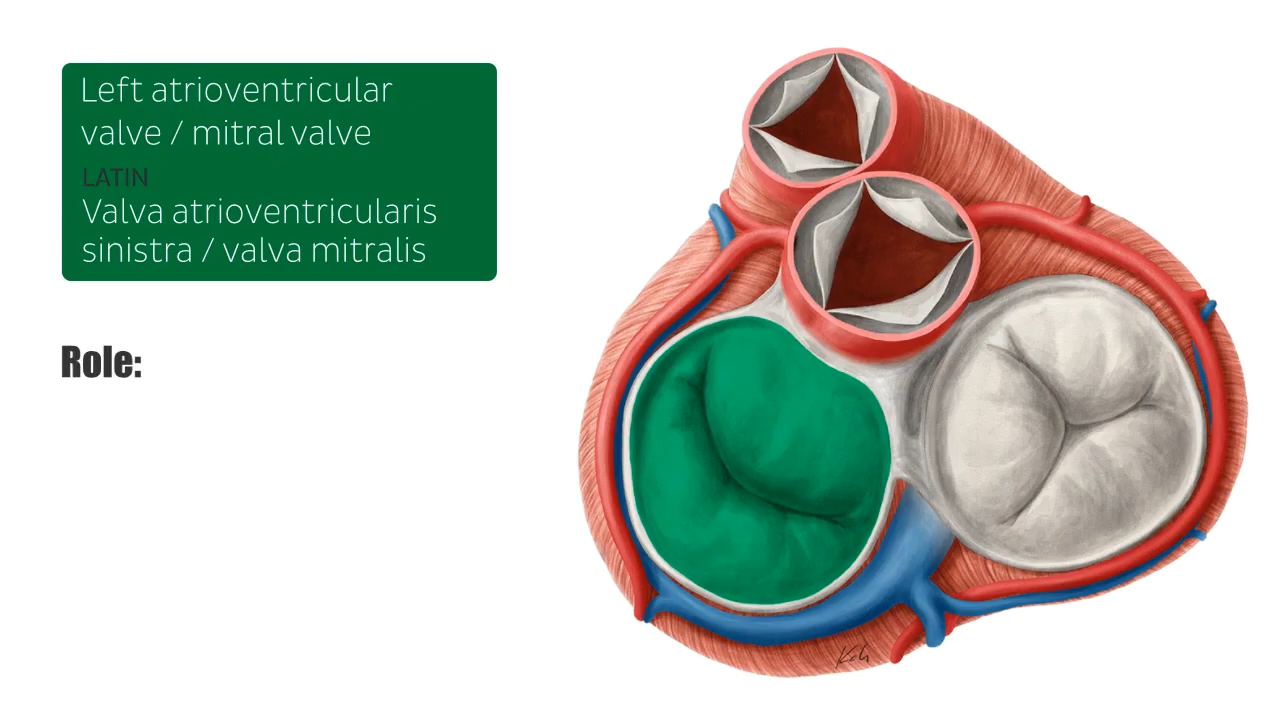 Left atrioventricular
valve / mitral valve
LATIN
Valva atrioventricularis
sinistra / valva mitralis
Role: